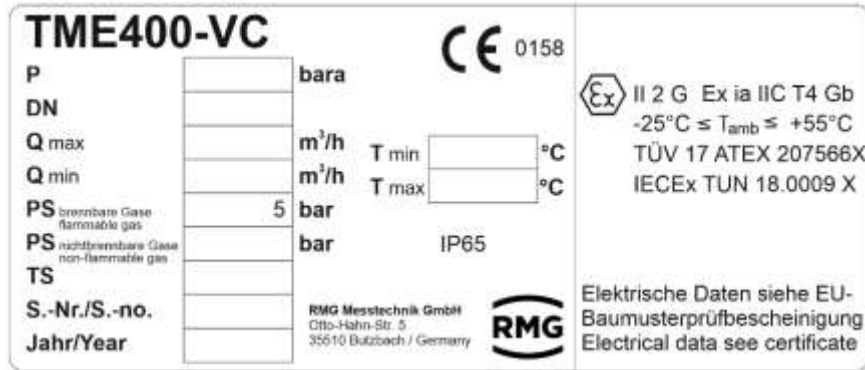 TME400-VC
P bara
DN
Q max m³/h
Q min m³/h
PS brennbare Gase flammable gas 5 bar
PS nichtbrennbare Gase non-flammable gas bar
TS
S.-Nr./S.-no.
Jahr/Year
CE 0158
T min °C
T max °C
IP65
RMG Messtechnik GmbH
Otto-Hahn-Str. 5
35510 Butzbach / Germany
RMG
Ex II 2 G Ex ia IIC T4 Gb
-25°C ≤ Tamb ≤ +55°C
TÜV 17 ATEX 207566X
IECEx TUN 18.0009 X
Elektrische Daten siehe EU-
Baumusterprüfbescheinigung
Electrical data see certificate